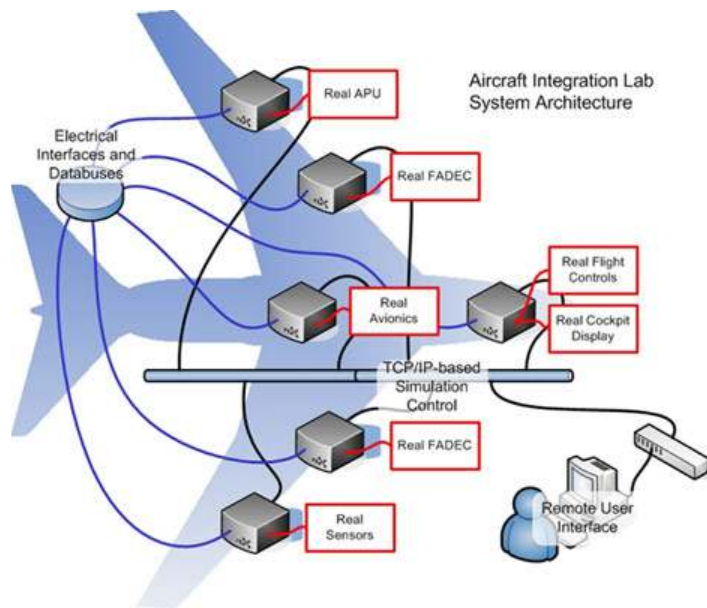 Aircraft Integration Lab
System Architecture
Real APU
Electrical
Interfaces and
Databuses
Real FADEC
Real Flight
Controls
Real
Avionics
Real Cockpit
Display
TCP/IP-based
Simulation
Control
Real FADEC
Real
Sensors
Remote User
Interface